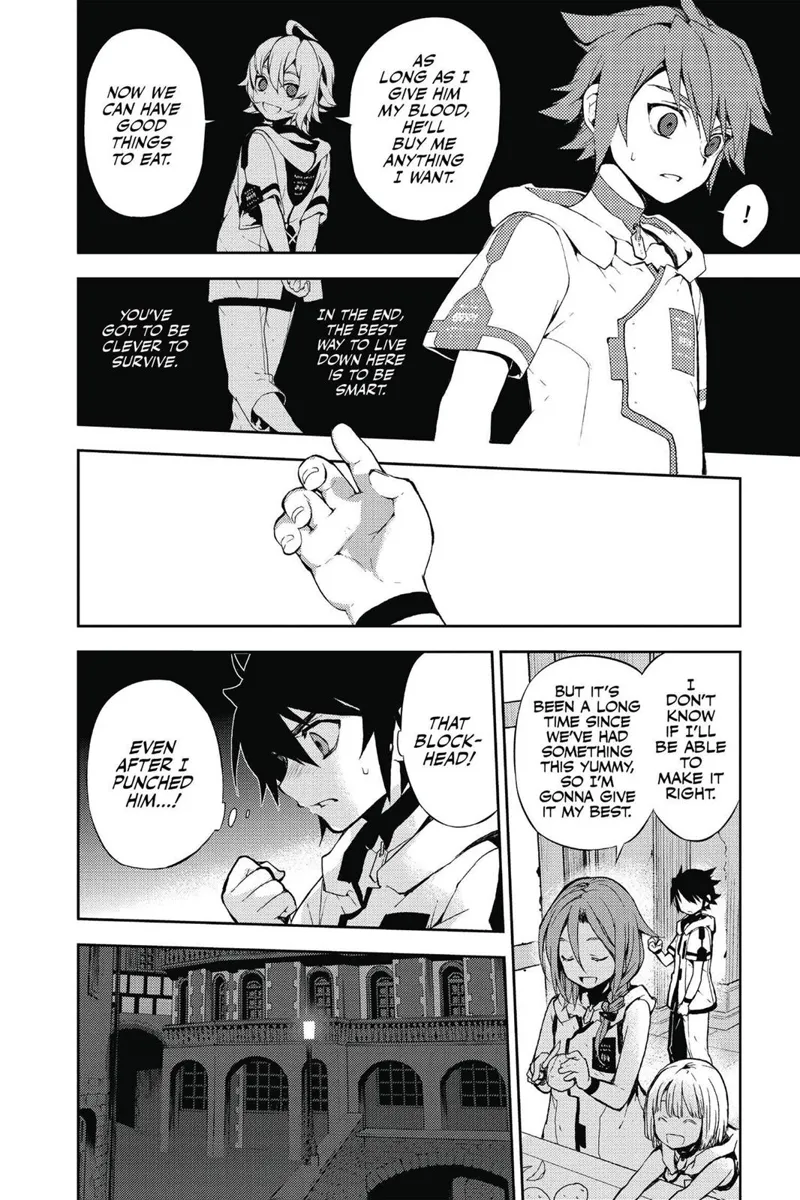 AS
LONG AS I
GIVE HIM
MY BLOOD,
HE'LL
BUY ME
ANYTHING
I WANT.
NOW WE
CAN HAVE
GOOD
THINGS
TO EAT.
!
IN THE END,
THE BEST
WAY TO LIVE
DOWN HERE
IS TO BE
SMART.
YOU'VE
GOT TO BE
CLEVER TO
SURVIVE.
I
DON'T
KNOW
IF I'LL
BE ABLE
TO
MAKE IT
RIGHT.
BUT IT'S
BEEN A LONG
TIME SINCE
WE'VE HAD
SOMETHING
THIS YUMMY,
SO I'M
GONNA GIVE
IT MY BEST.
THAT
BLOCK-
HEAD!
EVEN
AFTER I
PUNCHED
HIM...!